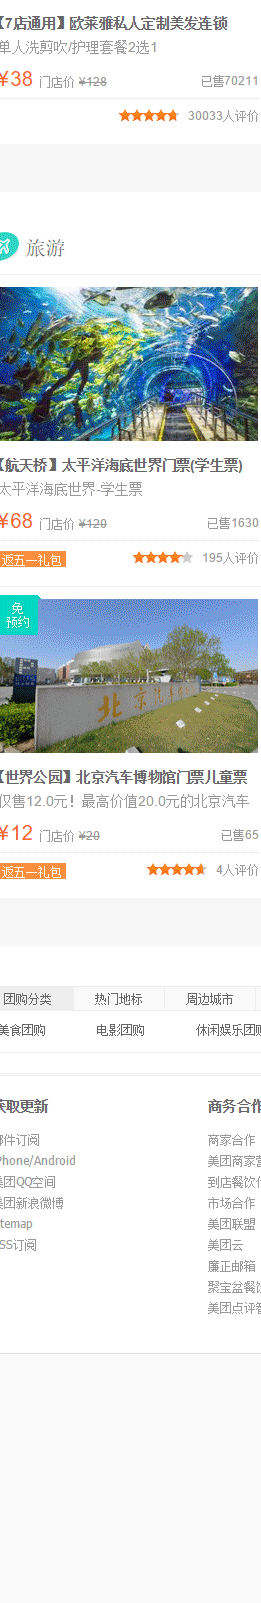 【7店通用】欧莱雅私人定制美发连锁
单人洗剪吹/护理套餐2选1
¥38 门店价 ¥128 已售70211
30033人评价
旅游
【航天桥】太平洋海底世界门票(学生票)
太平洋海底世界-学生票
¥68 门店价 ¥120 已售1630
返五一礼包 195人评价
免
预约
北京汽车博物馆
【世界公园】北京汽车博物馆门票儿童票
仅售12.0元！最高价值20.0元的北京汽车
¥12 门店价 ¥20 已售65
返五一礼包 4人评价
团购分类 热门地标 周边城市
美食团购 电影团购 休闲娱乐团购
获取更新
邮件订阅
iPhone/Android
美团QQ空间
美团新浪微博
sitemap
RSS订阅
商务合作
商家合作
美团商家营
到店餐饮
市场合作
美团联盟
美团云
廉正邮箱
聚宝盆餐饮
美团点评智